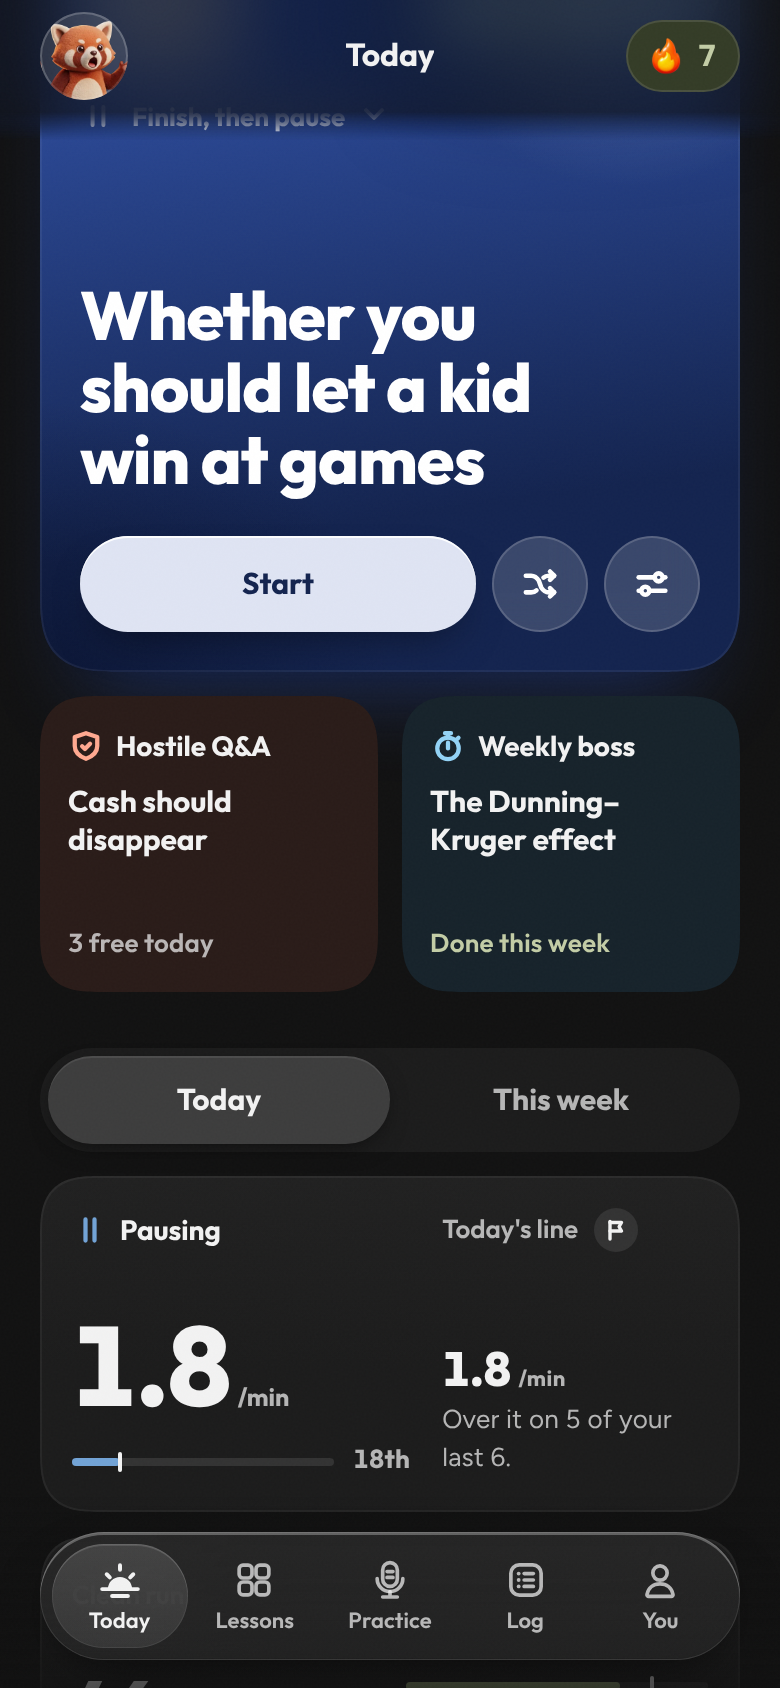 Today
7
Finish, then pause
Whether you
should let a kid
win at games
Start
Hostile Q&A
Cash should
disappear
3 free today
Weekly boss
The Dunning–
Kruger effect
Done this week
Today
This week
Pausing
1.8 /min
18th
Today's line
1.8 /min
Over it on 5 of your
last 6.
Clean run
Today
Lessons
Practice
Log
You